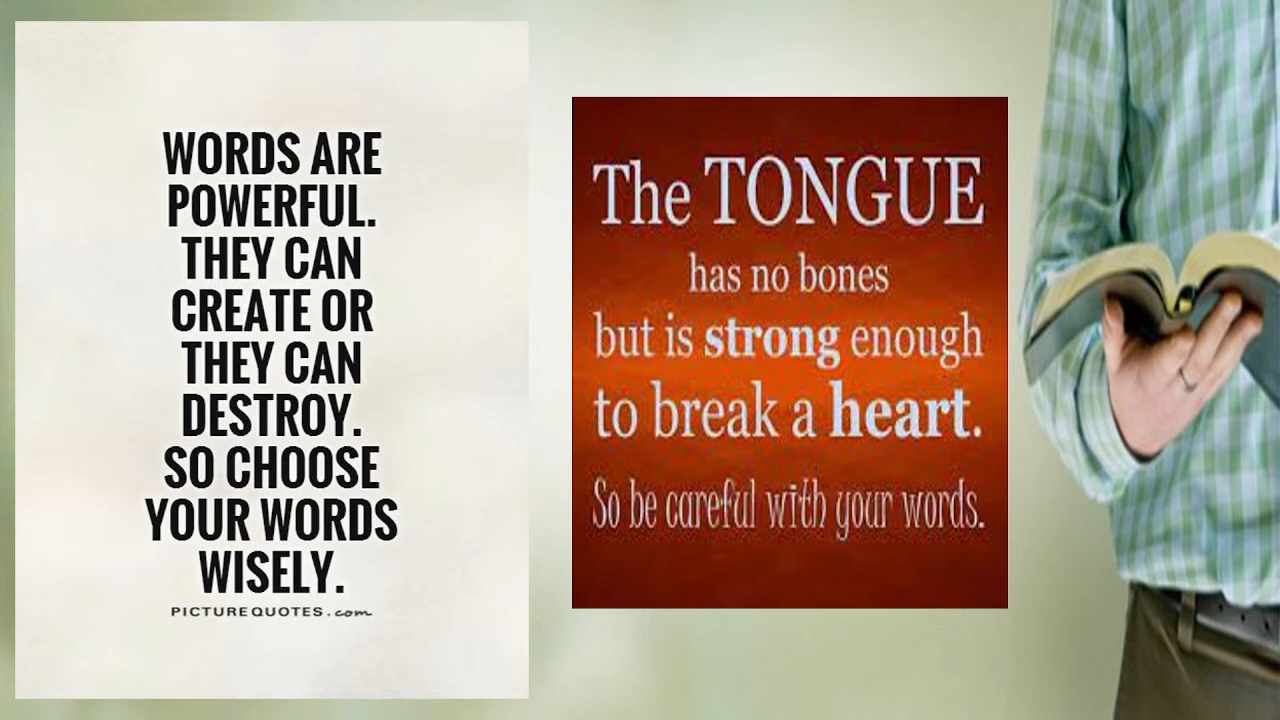 WORDS ARE
POWERFUL.
THEY CAN
CREATE OR
THEY CAN
DESTROY.
SO CHOOSE
YOUR WORDS
WISELY.
PICTUREQUOTES.com
The TONGUE
has no bones
but is strong enough
to break a heart.
So be careful with your words.